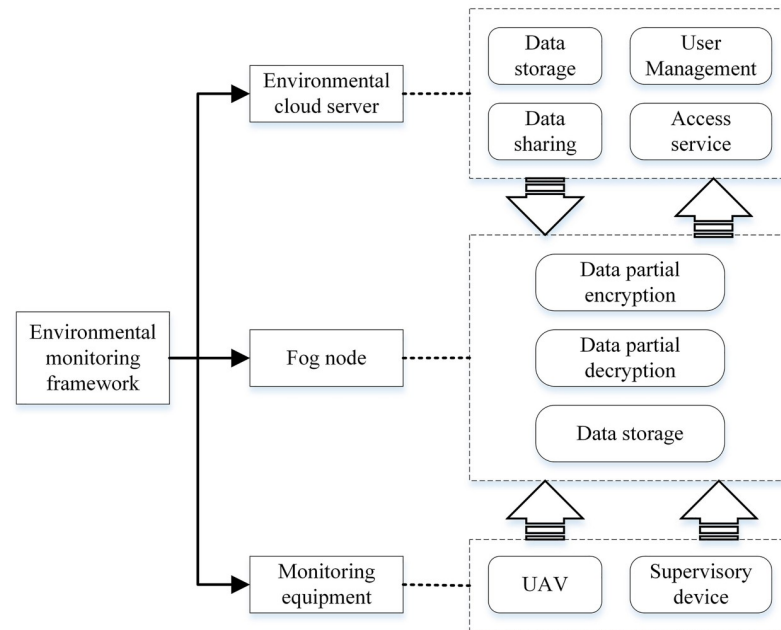 Data
storage
User
Management
Environmental
cloud server
Data
sharing
Access
service
Data partial
encryption
Environmental
monitoring
framework
Fog node
Data partial
decryption
Data storage
Monitoring
equipment
UAV
Supervisory
device